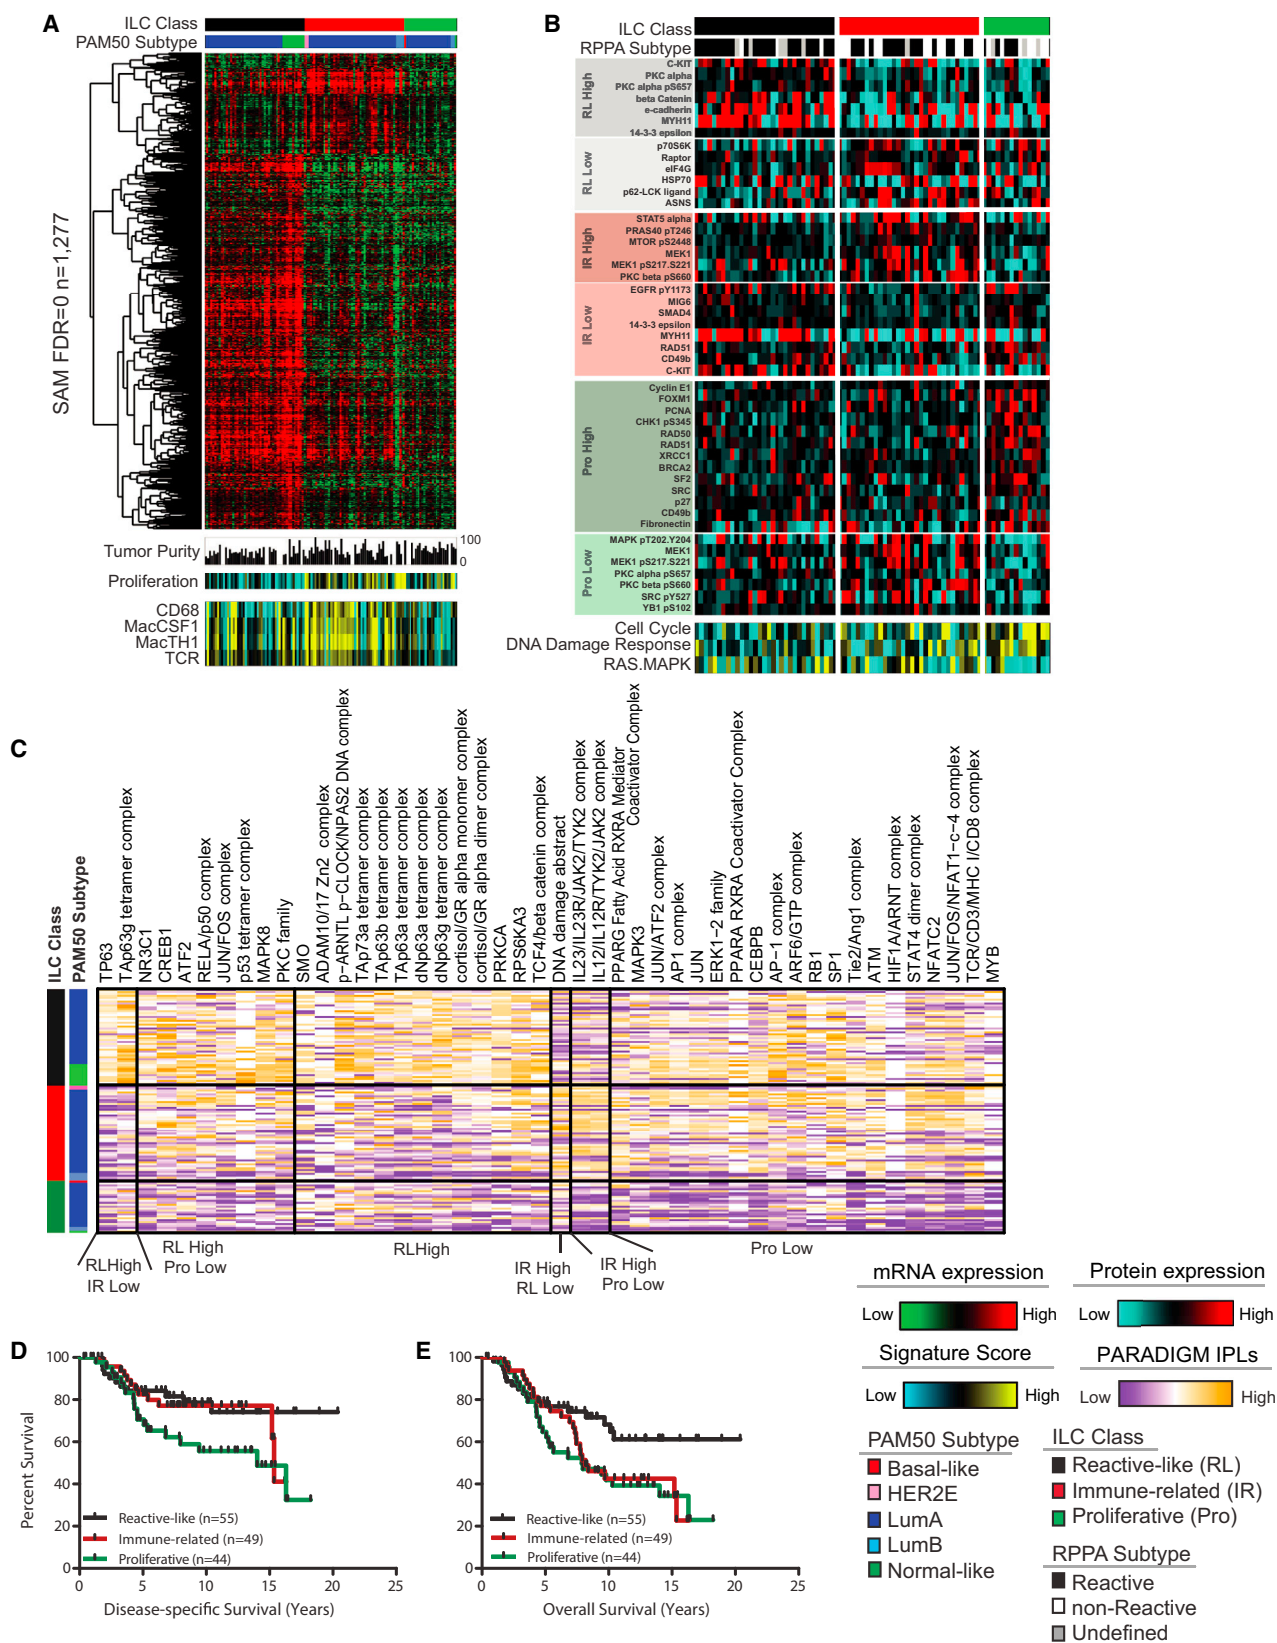 A
ILC Class
PAM50 Subtype
SAM FDR=0 n=1,277
Tumor Purity
100
0
Proliferation
CD68
MacCSF1
MacTH1
TCR
B
ILC Class
RPPA Subtype
RL High
C-KIT
PKC alpha
PKC alpha pS657
beta Catenin
e-cadherin
MYH11
14-3-3 epsilon
RL Low
p70S6K
Raptor
eIF4G
HSP70
p62-LCK ligand
ASNS
IR High
STAT5 alpha
PRAS40 pT246
MTOR pS2448
MEK1
MEK1 pS217.S221
PKC beta pS660
IR Low
EGFR pY1173
MIG6
SMAD4
14-3-3 epsilon
MYH11
RAD51
CD49b
C-KIT
Pro High
Cyclin E1
FOXM1
PCNA
CHK1 pS345
RAD50
RAD51
XRCC1
BRCA2
SF2
SRC
p27
CD49b
Fibronectin
Pro Low
MAPK pT202.Y204
MEK1
MEK1 pS217.S221
PKC alpha pS657
PKC beta pS660
SRC pY527
YB1 pS102
Cell Cycle
DNA Damage Response
RAS.MAPK
C
ILC Class
PAM50 Subtype
TP63
TAp63g tetramer complex
NR3C1
CREB1
ATF2
RELA/p50 complex
JUN/FOS complex
p53 tetramer complex
MAPK8
PKC family
SMO
ADAM10/17 Zn2 complex
p-ARNTL p-CLOCK/NPAS2 DNA complex
TAp73a tetramer complex
TAp63b tetramer complex
TAp63a tetramer complex
dNp63a tetramer complex
dNp63g tetramer complex
cortisol/GR alpha monomer complex
cortisol/GR alpha dimer complex
PRKCA
RPS6KA3
TCF4/beta catenin complex
DNA damage abstract
IL23/IL23R/JAK2/TYK2 complex
IL12/IL12R/TYK2/JAK2 complex
PPARG Fatty Acid RXRA Mediator
Coactivator Complex
MAPK3
JUN/ATF2 complex
AP1 complex
JUN
ERK1-2 family
PPARA RXRA Coactivator Complex
CEBPB
AP-1 complex
ARF6/GTP complex
RB1
SP1
Tie2/Ang1 complex
ATM
HIF1A/ARNT complex
STAT4 dimer complex
NFATC2
JUN/FOS/NFAT1-c-4 complex
TCR/CD3/MHC I/CD8 complex
MYB
RLHigh
IR Low
RL High
Pro Low
RLHigh
IR High
RL Low
IR High
Pro Low
Pro Low
mRNA expression
Low
High
Protein expression
Low
High
Signature Score
Low
High
PARADIGM IPLs
Low
High
PAM50 Subtype
Basal-like
HER2E
LumA
LumB
Normal-like
ILC Class
Reactive-like (RL)
Immune-related (IR)
Proliferative (Pro)
RPPA Subtype
Reactive
non-Reactive
Undefined
D
Percent Survival
100
80
60
40
20
0
Reactive-like (n=55)
Immune-related (n=49)
Proliferative (n=44)
0 5 10 15 20 25
Disease-specific Survival (Years)
E
100
80
60
40
20
0
Reactive-like (n=55)
Immune-related (n=49)
Proliferative (n=44)
0 5 10 15 20 25
Overall Survival (Years)